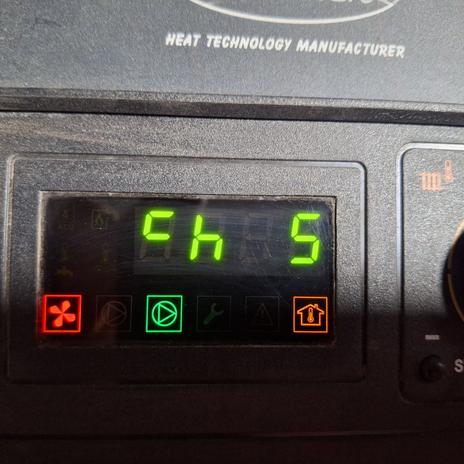 HEAT TECHNOLOGY MANUFACTURER
ch 5
S